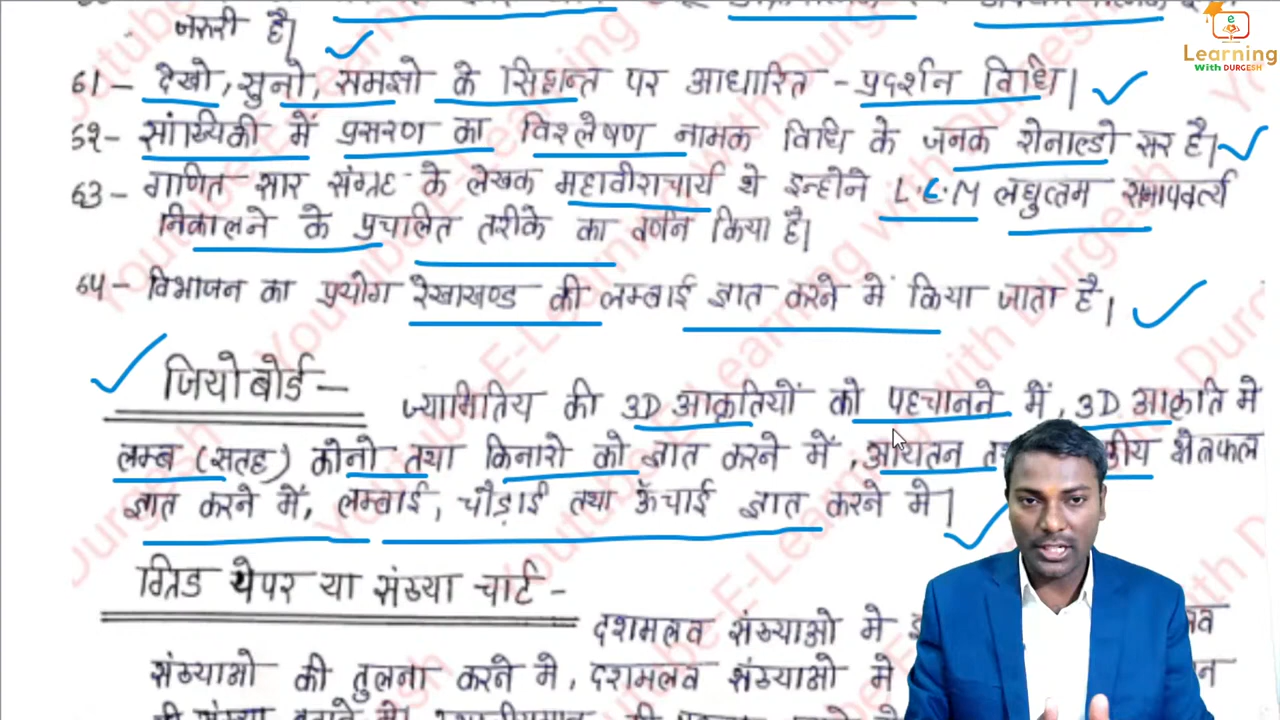 जरुरी है।
Learning
With DURGESH
61- देखो, सुनो, समझो के सिद्दान्त पर आधारित - प्रदर्शन विधि।
62- सांख्यिकी में प्रसरण का विश्लेषण नामक विधि के जनक रोनाल्डो सर है।
63- गणित सार संग्रह के लेखक महावीराचार्य थे इन्होने L.C.M लघुत्तम समापवर्त्य
निकालने के प्रचलित तरीके का वर्णन किया है।
64- विभाजन का प्रयोग रेखाखण्ड की लम्बाई ज्ञात करने में किया जाता है।
जियोबोर्ड-
ज्यामितिय की 3D आकृतियों को पहचानने में, 3D आकृति मे
लम्ब (सतह) कोनो तथा किनारो को ज्ञात करने में, आयतन क्षेत्रफल
ज्ञात करने में, लम्बाई, चौड़ाई तथा ऊँचाई ज्ञात करने मे।
ग्रिड पेपर या संख्या चार्ट-
दशमलव संख्याओ मे
संख्याओ की तुलना करने मे, दशमलव संख्याओ मे